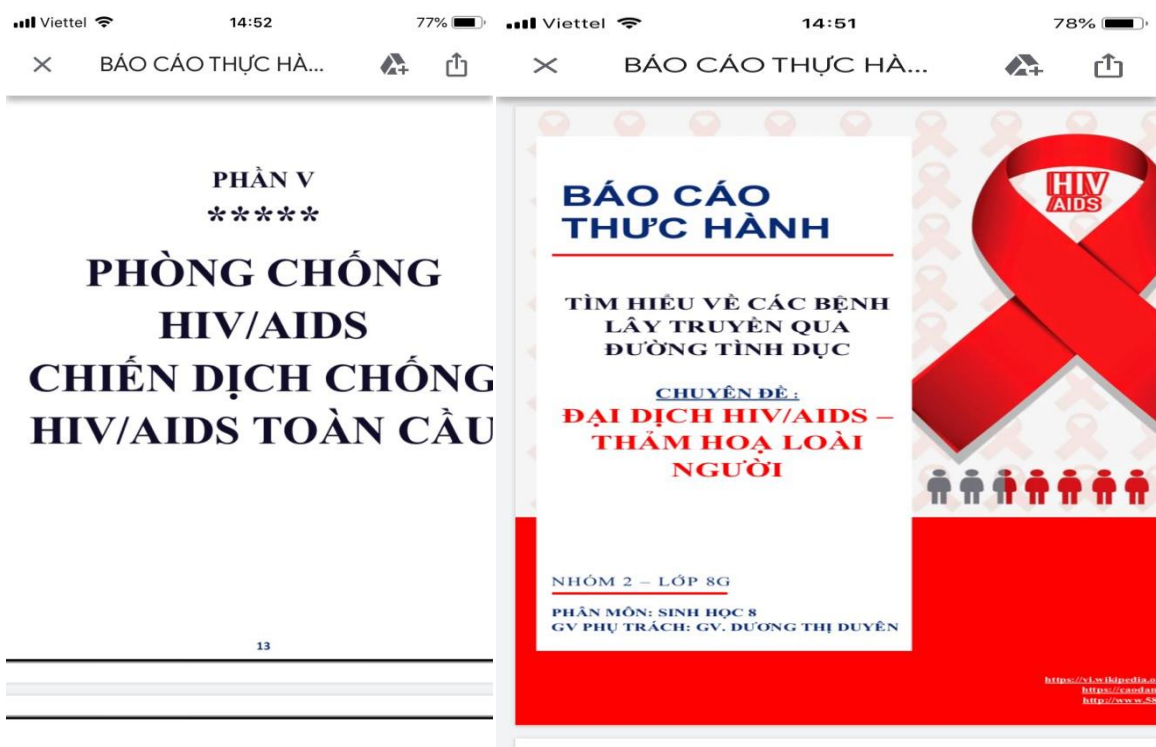 Viettel 14:52 77%
BÁO CÁO THỰC HÀ...
PHẦN V
*****
PHÒNG CHỐNG
HIV/AIDS
CHIẾN DỊCH CHỐNG
HIV/AIDS TOÀN CẦU
13
Viettel 14:51 78%
BÁO CÁO THỰC HÀ...
HIV
/AIDS
BÁO CÁO
THƯC HÀNH
TÌM HIỂU VỀ CÁC BỆNH
LÂY TRUYỀN QUA
ĐƯỜNG TÌNH DỤC
CHUYÊN ĐỀ :
ĐẠI DỊCH HIV/AIDS –
THẢM HOẠ LOÀI
NGƯỜI
NHÓM 2 – LỚP 8G
PHÂN MÔN: SINH HỌC 8
GV PHỤ TRÁCH: GV. DƯƠNG THỊ DUYÊN
https://vi.wikipedia.o
https://caodan
http://www.58